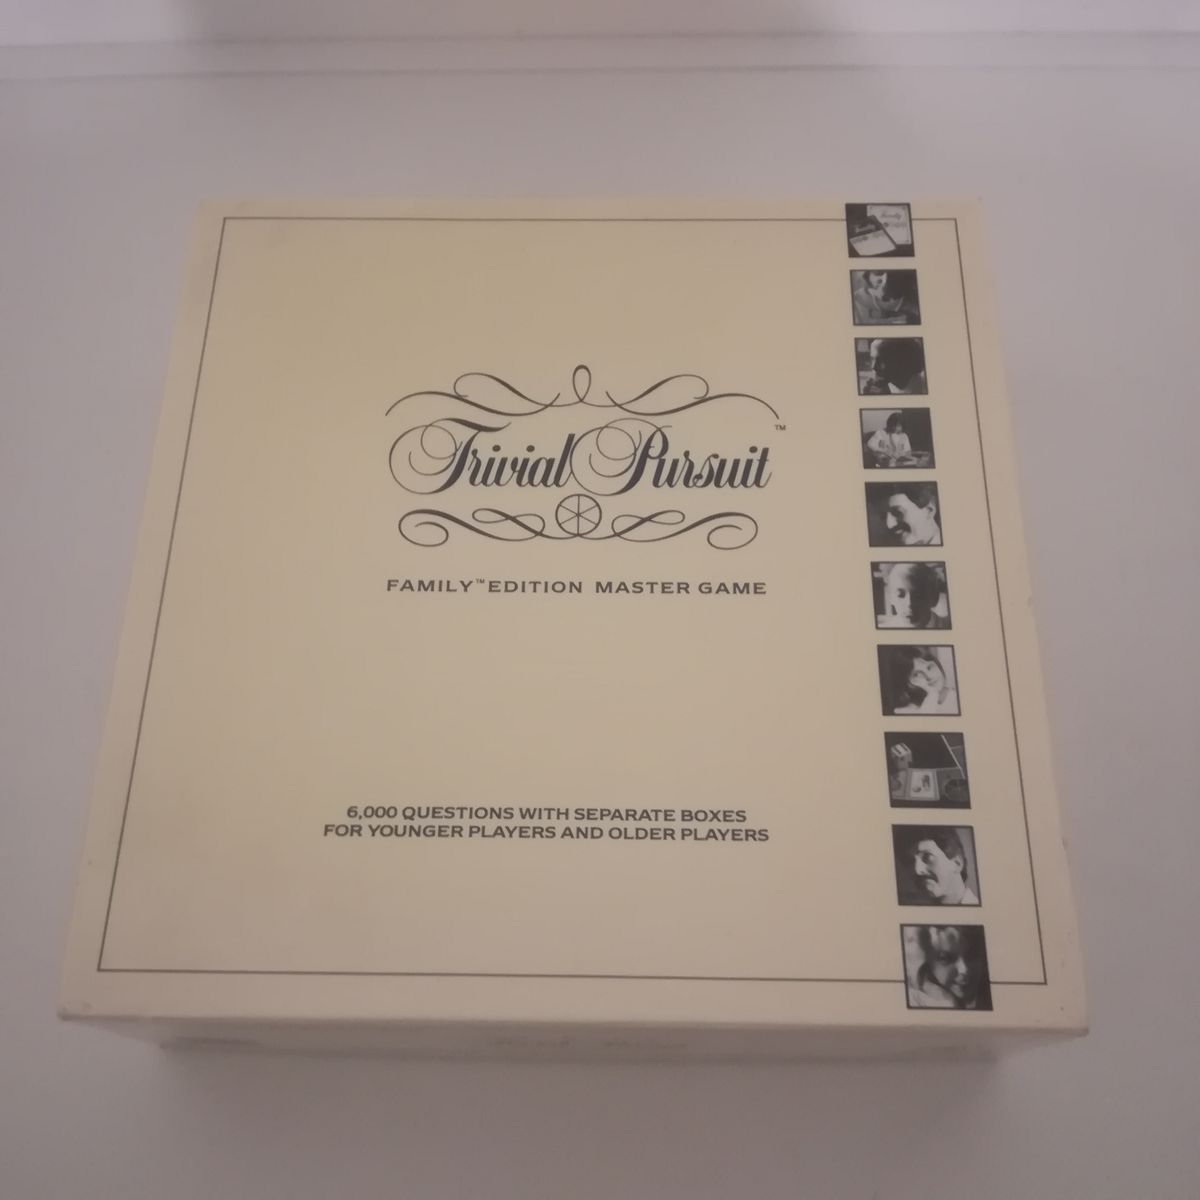 Trivial Pursuit™
FAMILY™ EDITION MASTER GAME
6,000 QUESTIONS WITH SEPARATE BOXES
FOR YOUNGER PLAYERS AND OLDER PLAYERS